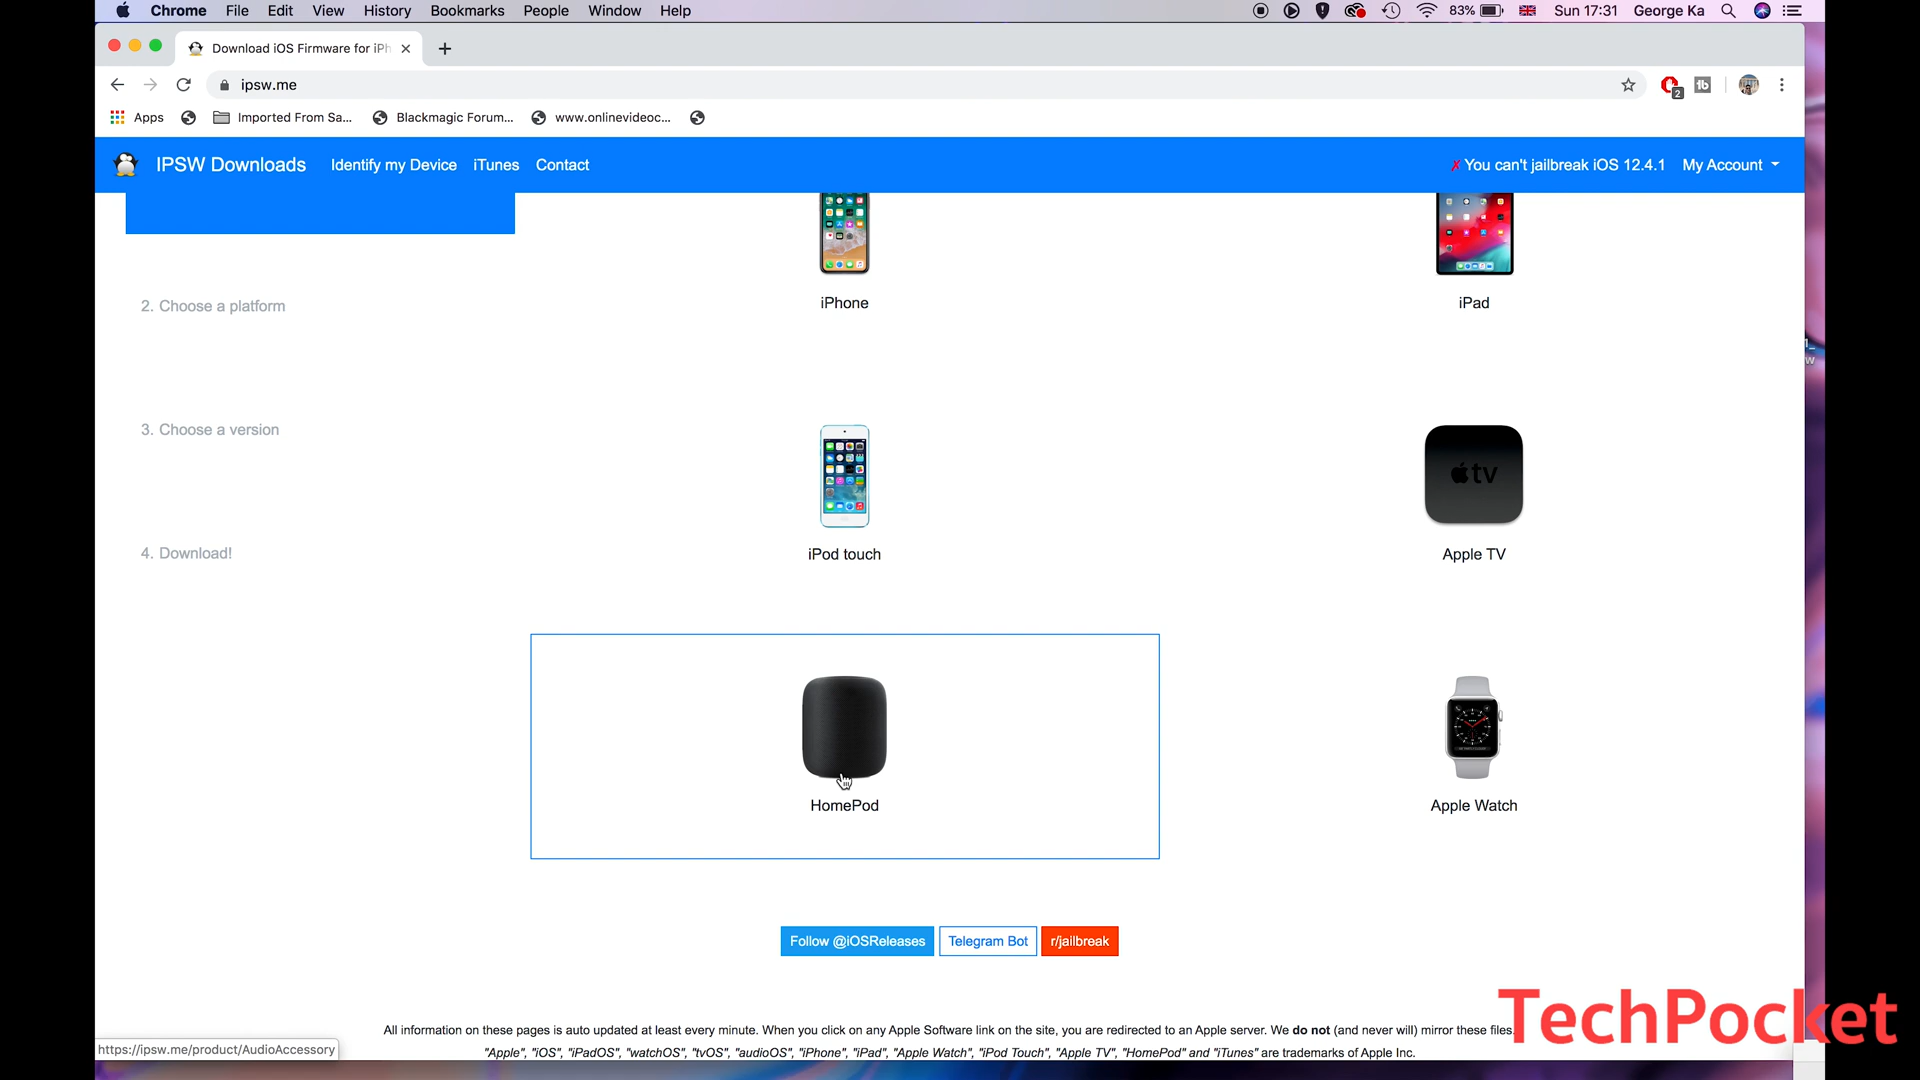 Chrome File Edit View History Bookmarks People Window Help 83% Sun 17:31 George Ka
Download iOS Firmware for iPh
ipsw.me 2 tb
Apps Imported From Sa... Blackmagic Forum... www.onlinevideoc...
IPSW Downloads Identify my Device iTunes Contact ✗ You can't jailbreak iOS 12.4.1 My Account
2. Choose a platform
iPhone iPad
3. Choose a version
tv
4. Download!
iPod touch Apple TV
HomePod Apple Watch
Follow @iOSReleases Telegram Bot r/jailbreak
All information on these pages is auto updated at least every minute. When you click on any Apple Software link on the site, you are redirected to an Apple server. We do not (and never will) mirror these files.
https://ipsw.me/product/AudioAccessory
"Apple", "iOS", "iPadOS", "watchOS", "tvOS", "audioOS", "iPhone", "iPad", "Apple Watch", "iPod Touch", "Apple TV", "HomePod" and "iTunes" are trademarks of Apple Inc.
TechPocket